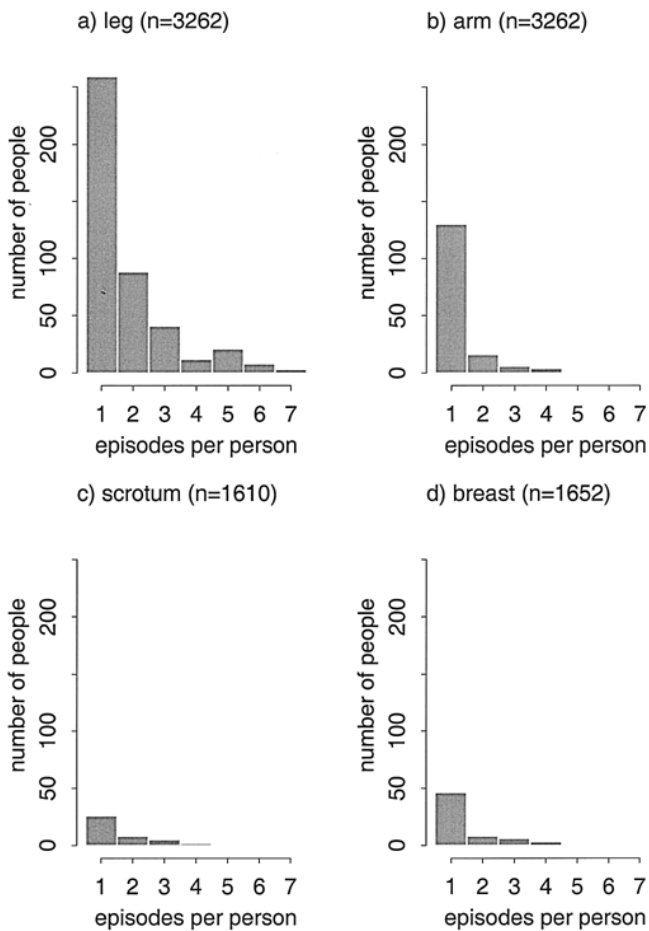 a) leg (n=3262)
number of people
0
50
100
200
1 2 3 4 5 6 7
episodes per person
b) arm (n=3262)
number of people
0
50
100
200
1 2 3 4 5 6 7
episodes per person
c) scrotum (n=1610)
number of people
0
50
100
200
1 2 3 4 5 6 7
episodes per person
d) breast (n=1652)
number of people
0
50
100
200
1 2 3 4 5 6 7
episodes per person